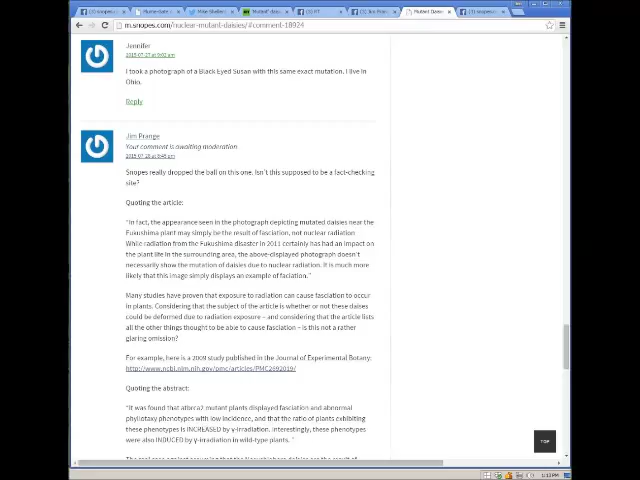 m.snopes.com/nuclear-mutant-daisies/#comment-18924
Jennifer
I took a photograph of a Black Eyed Susan with this same exact mutation. I live in
Ohio.
Reply
Jim Prange
Your comment is awaiting moderation
Snopes really dropped the ball on this one. Isn't this supposed to be a fact-checking
site?
Quoting the article:
"In fact, the appearance seen in the photograph depicting mutated daisies near the
Fukushima plant may simply be the result of fasciation, not nuclear radiation
While radiation from the Fukushima disaster in 2011 certainly has had an impact on
the plant life in the surrounding area, the above-displayed photograph doesn't
necessarily show the mutation of daisies due to nuclear radiation. It is much more
likely that this image simply displays an example of faciation."
Many studies have proven that exposure to radiation can cause fasciation to occur
in plants. Considering that the subject of the article is whether or not these daises
could be deformed due to radiation exposure – and considering that the article lists
all the other things thought to be able to cause fasciation – is this not a rather
glaring omission?
For example, here is a 2009 study published in the Journal of Experimental Botany:
http://www.ncbi.nlm.nih.gov/pmc/articles/PMC2692019/
Quoting the abstract:
"It was found that atbrca2 mutant plants displayed fasciation and abnormal
phyllotaxy phenotypes with low incidence, and that the ratio of plants exhibiting
these phenotypes is INCREASED by γ-irradiation. Interestingly, these phenotypes
were also INDUCED by γ-irradiation in wild-type plants. "
TOP
1:13 PM